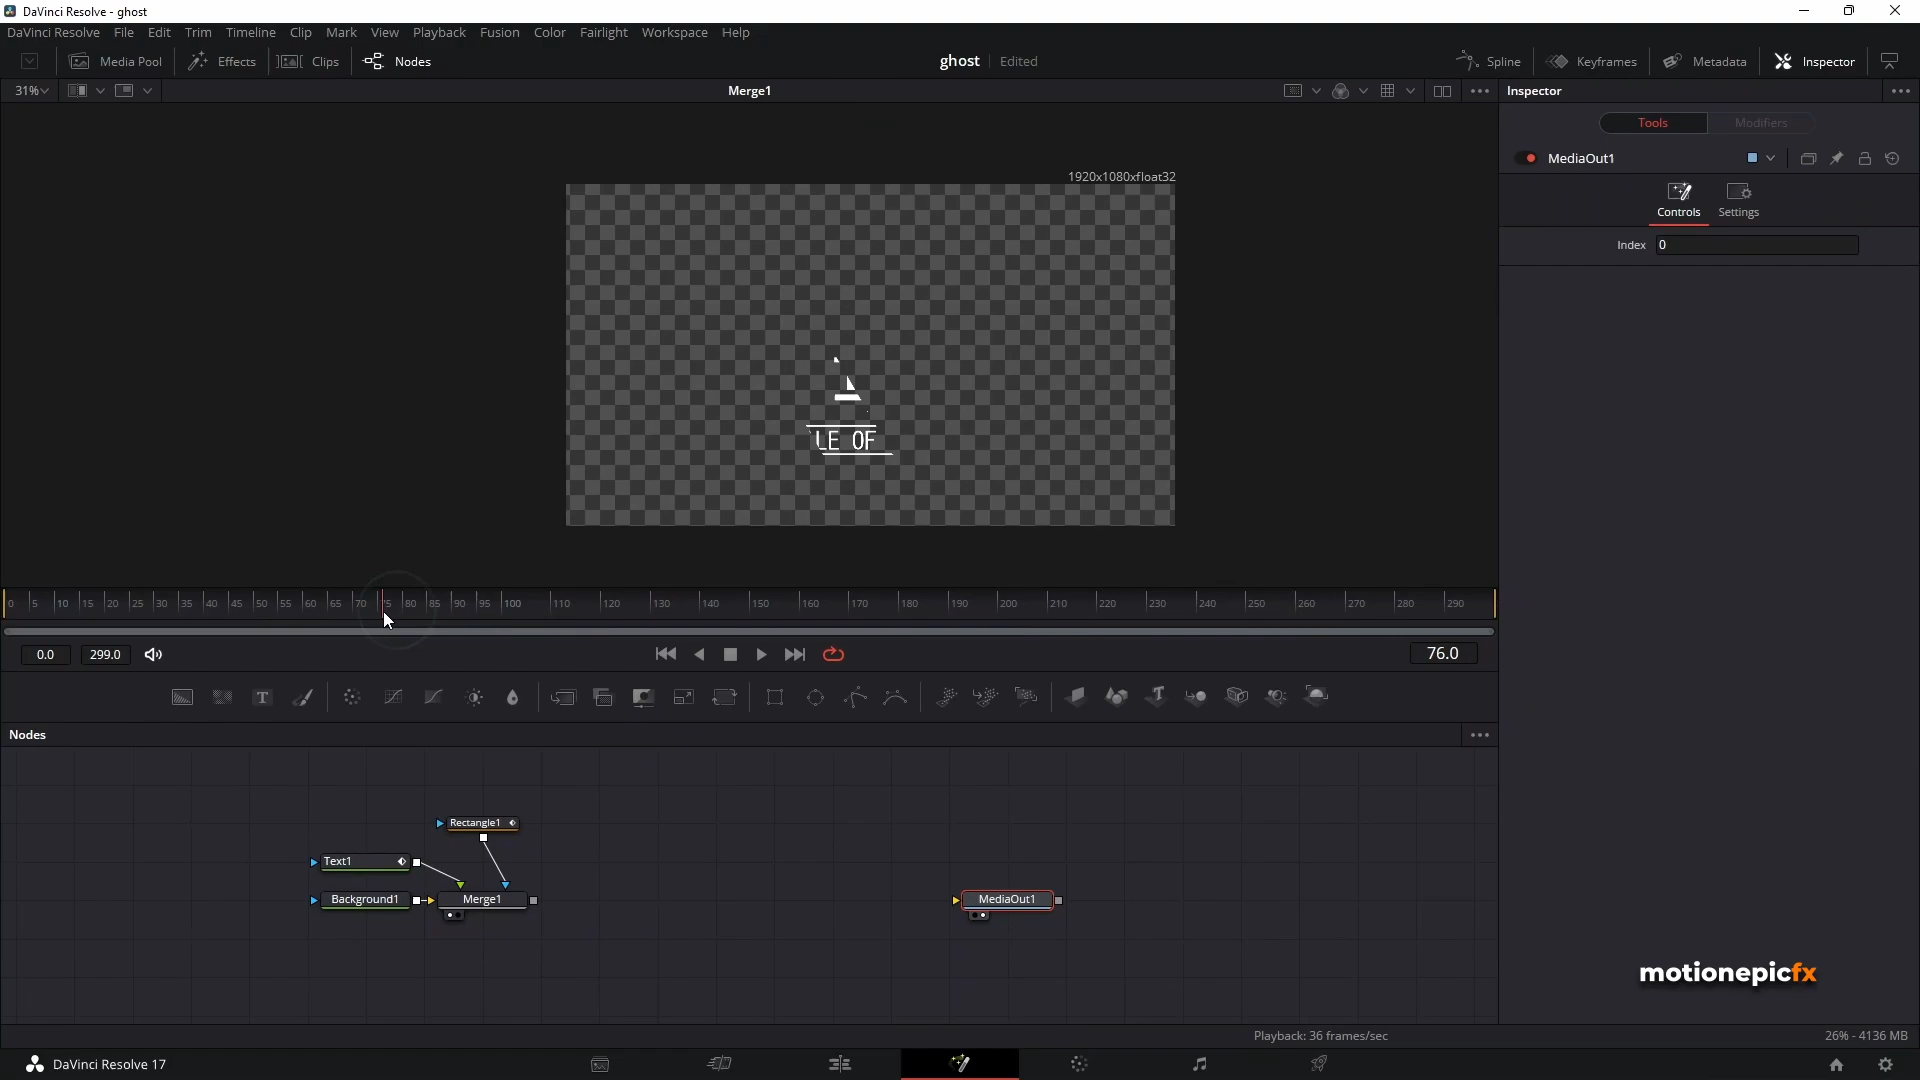 DaVinci Resolve - ghost
DaVinci Resolve File Edit Trim Timeline Clip Mark View Playback Fusion Color Fairlight Workspace Help
Media Pool Effects Clips Nodes ghost Edited Spline Keyframes Metadata Inspector
31% Merge1 Inspector
Tools Modifiers
MediaOut1
1920x1080xfloat32
Controls Settings
Index 0
LE OF
0 5 10 15 20 25 30 35 40 45 50 55 60 65 70 75 80 85 90 95 100 110 120 130 140 150 160 170 180 190 200 210 220 230 240 250 260 270 280 290
0.0 299.0 76.0
T T
Nodes
Rectangle1
Text1
Background1 Merge1 MediaOut1
motionepicfx
Playback: 36 frames/sec 26% - 4136 MB
DaVinci Resolve 17